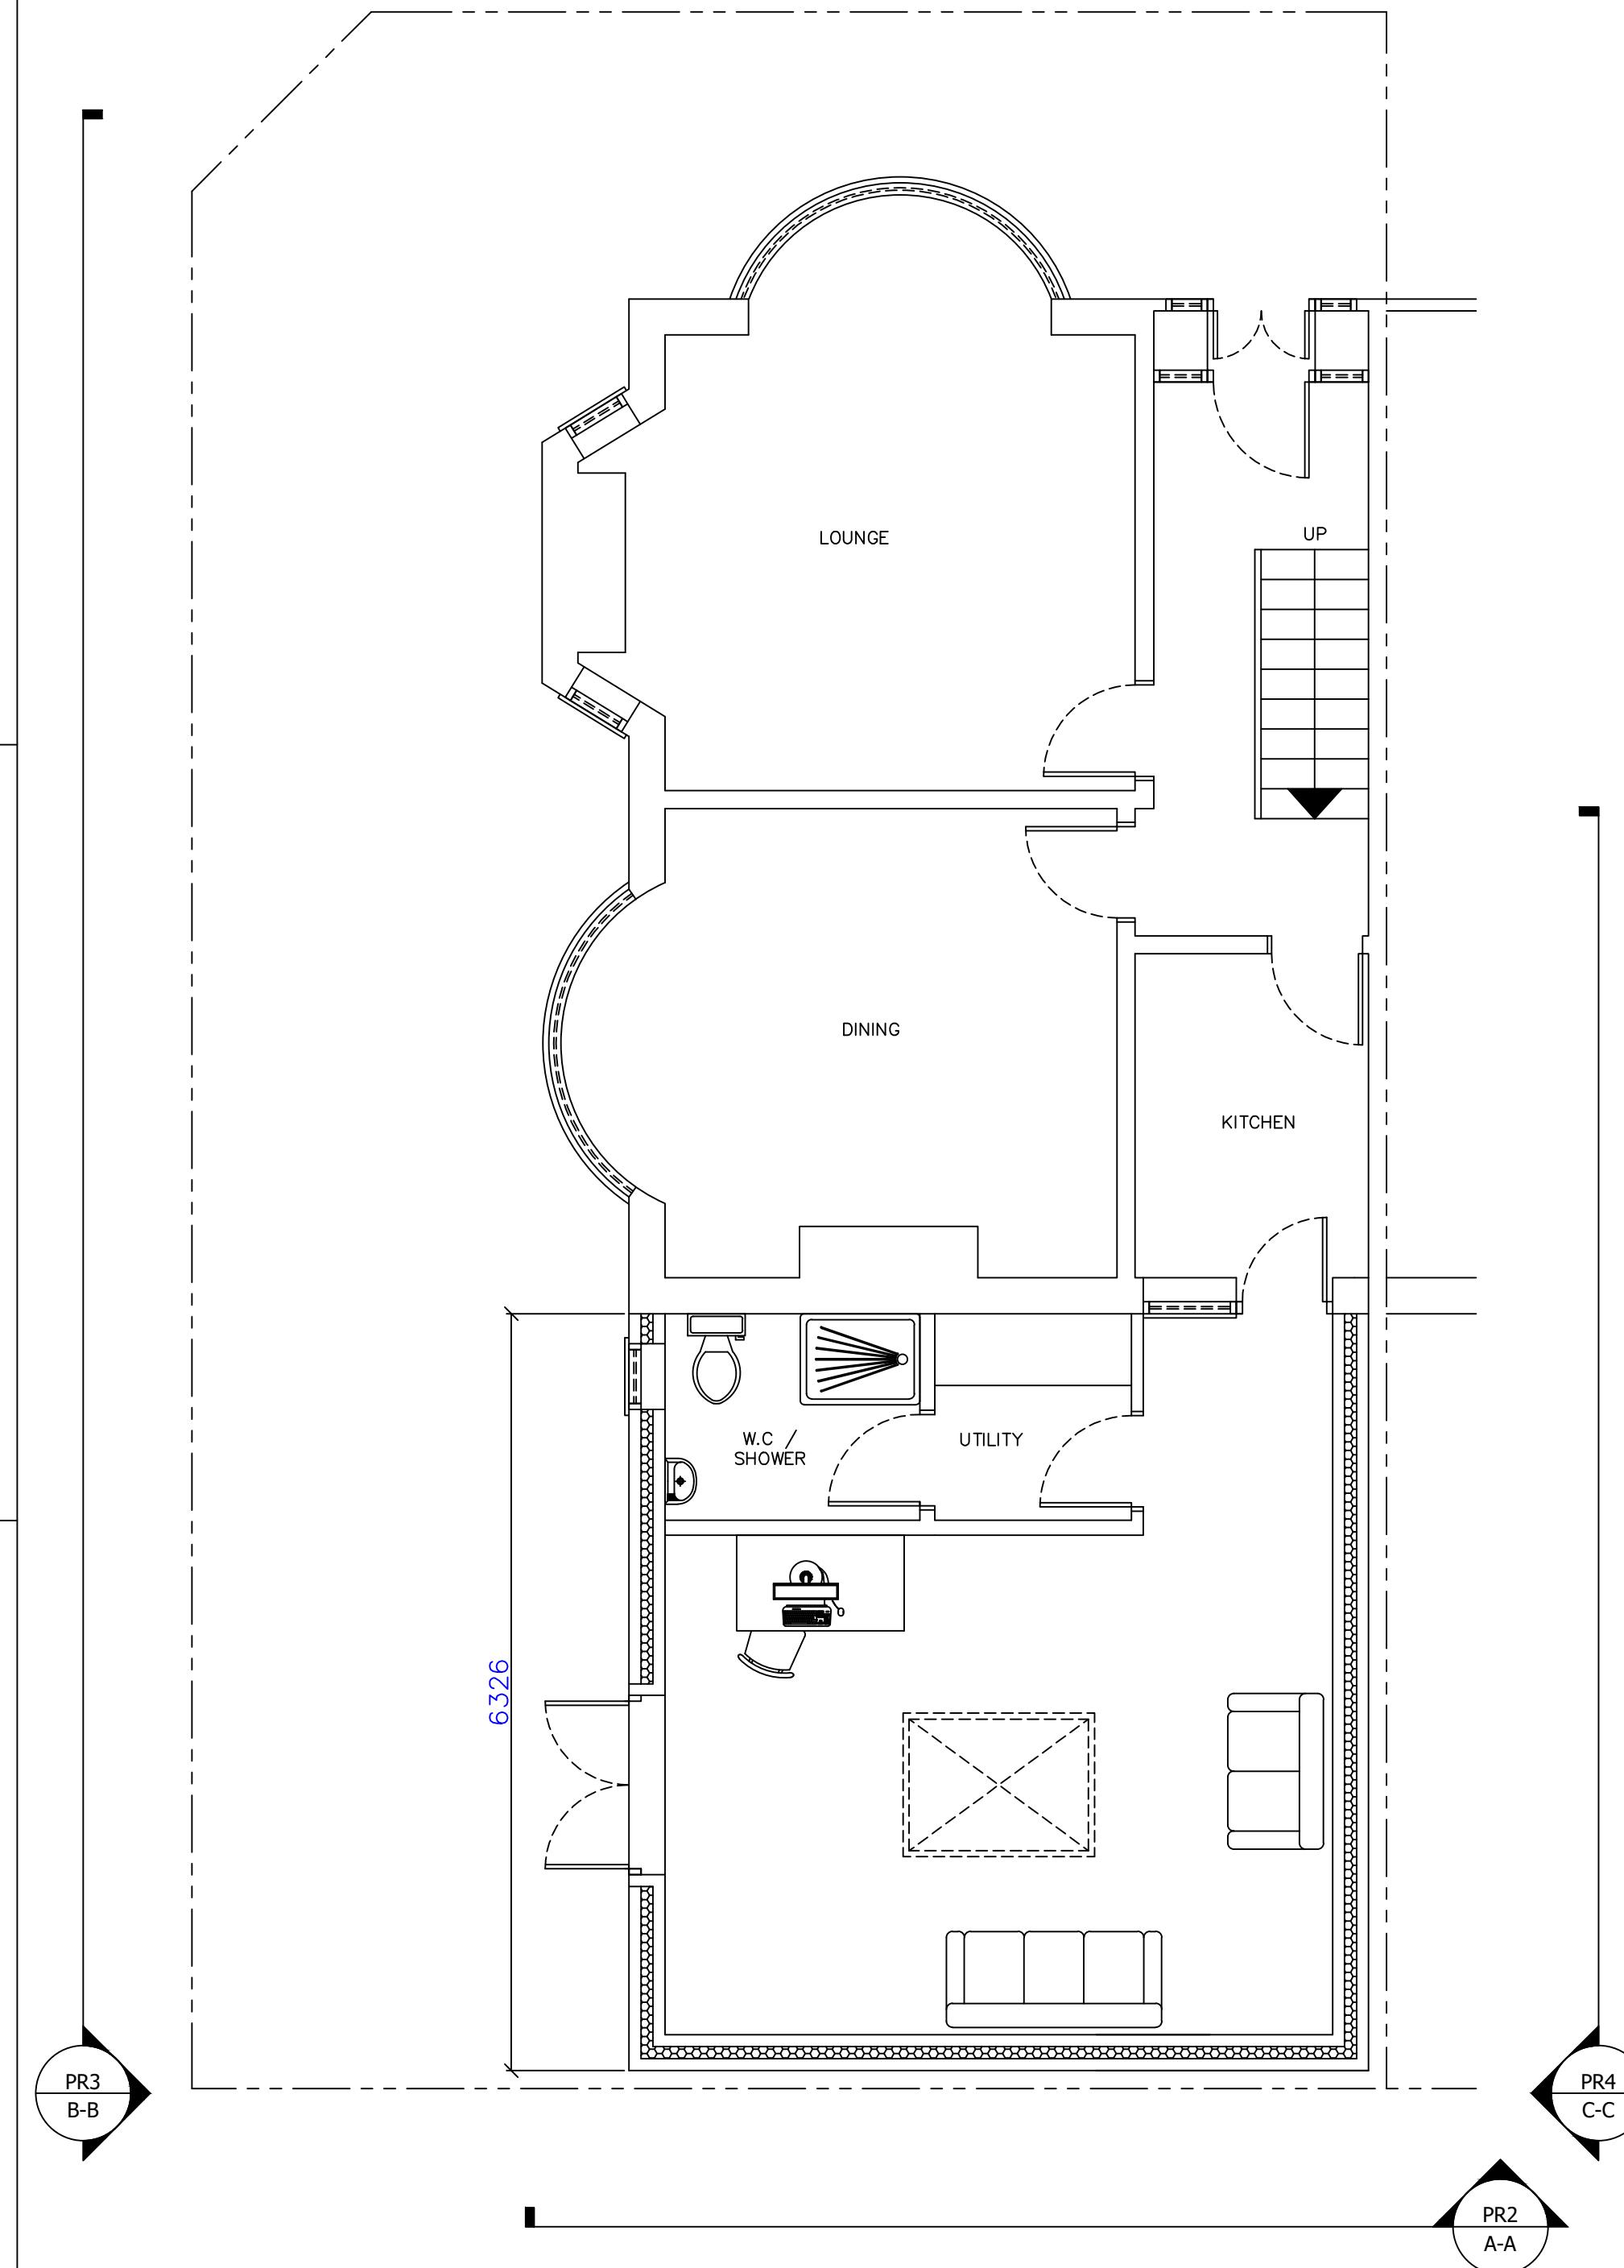 LOUNGE
UP
DINING
KITCHEN
W.C /
SHOWER
UTILITY
6326
PR3
B-B
PR4
C-C
PR2
A-A